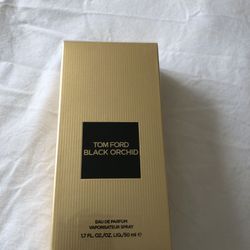 TOM FORD
BLACK ORCHID
EAU DE PARFUM
VAPORISATEUR SPRAY
1.7 FL. OZ./OZ. LIQ./50 ml ℮